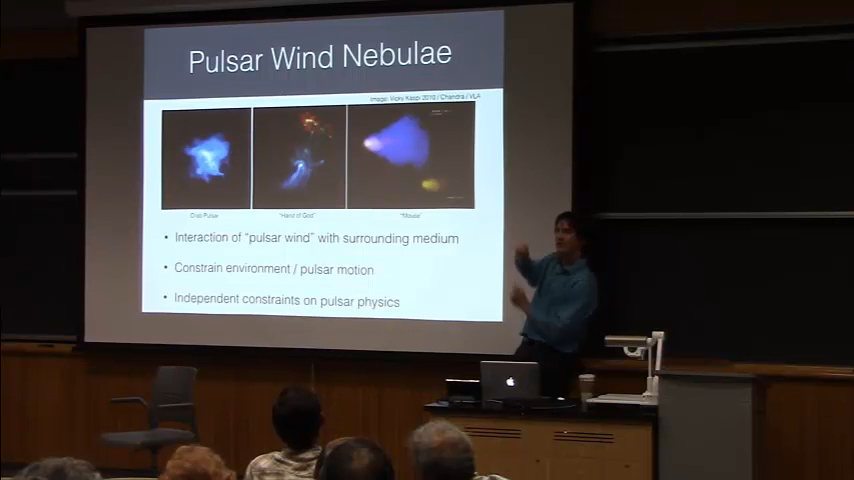 Pulsar Wind Nebulae
Image: Vicky Kaspi 2010 / Chandra / VLA
Crab Pulsar
"Hand of God"
"Mouse"
• Interaction of "pulsar wind" with surrounding medium
• Constrain environment / pulsar motion
• Independent constraints on pulsar physics